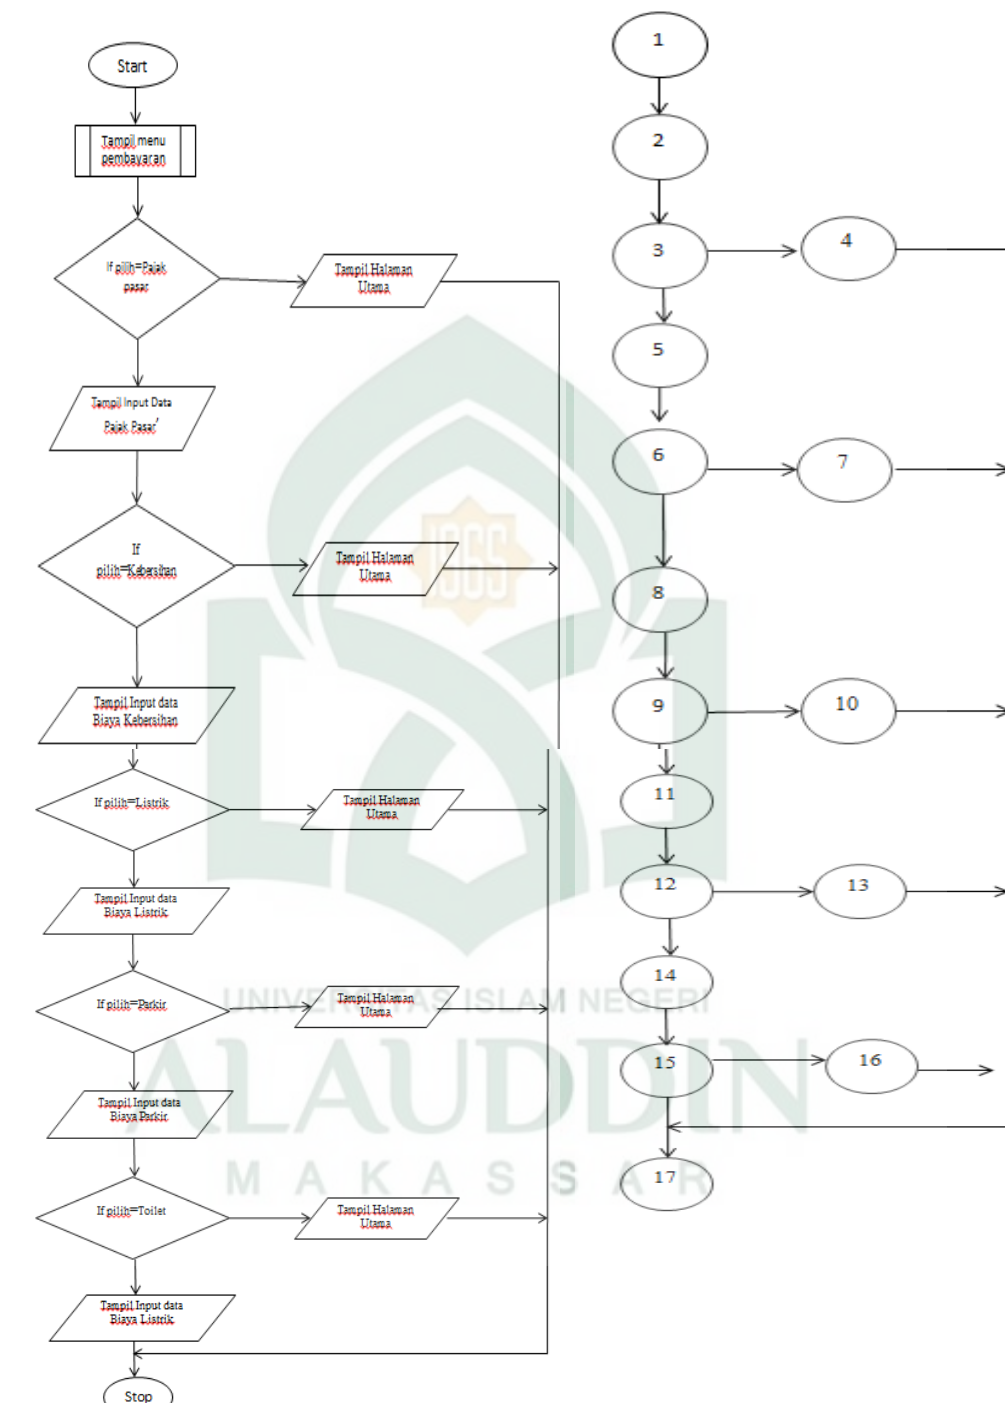 Start
Tampil menu
pembayaran
If pilih=Pajak
pasar
Tampil Halaman
Utama
Tampil Input Data
Pajak Pasar'
If
pilih=Kebersihan
Tampil Halaman
Utama
Tampil Input data
Biaya Kebersihan
If pilih=Listrik
Tampil Halaman
Utama
Tampil Input data
Biaya Listrik
If pilih=Parkir
Tampil Halaman
Utama
Tampil Input data
Biaya Parkir
If pilih=Toilet
Tampil Halaman
Utama
Tampil Input data
Biaya Listrik
Stop
1
2
3
4
5
6
7
8
9
10
11
12
13
14
15
16
17
1965
UNIVERSITAS ISLAM NEGERI
ALAUDDIN
MAKASSAR